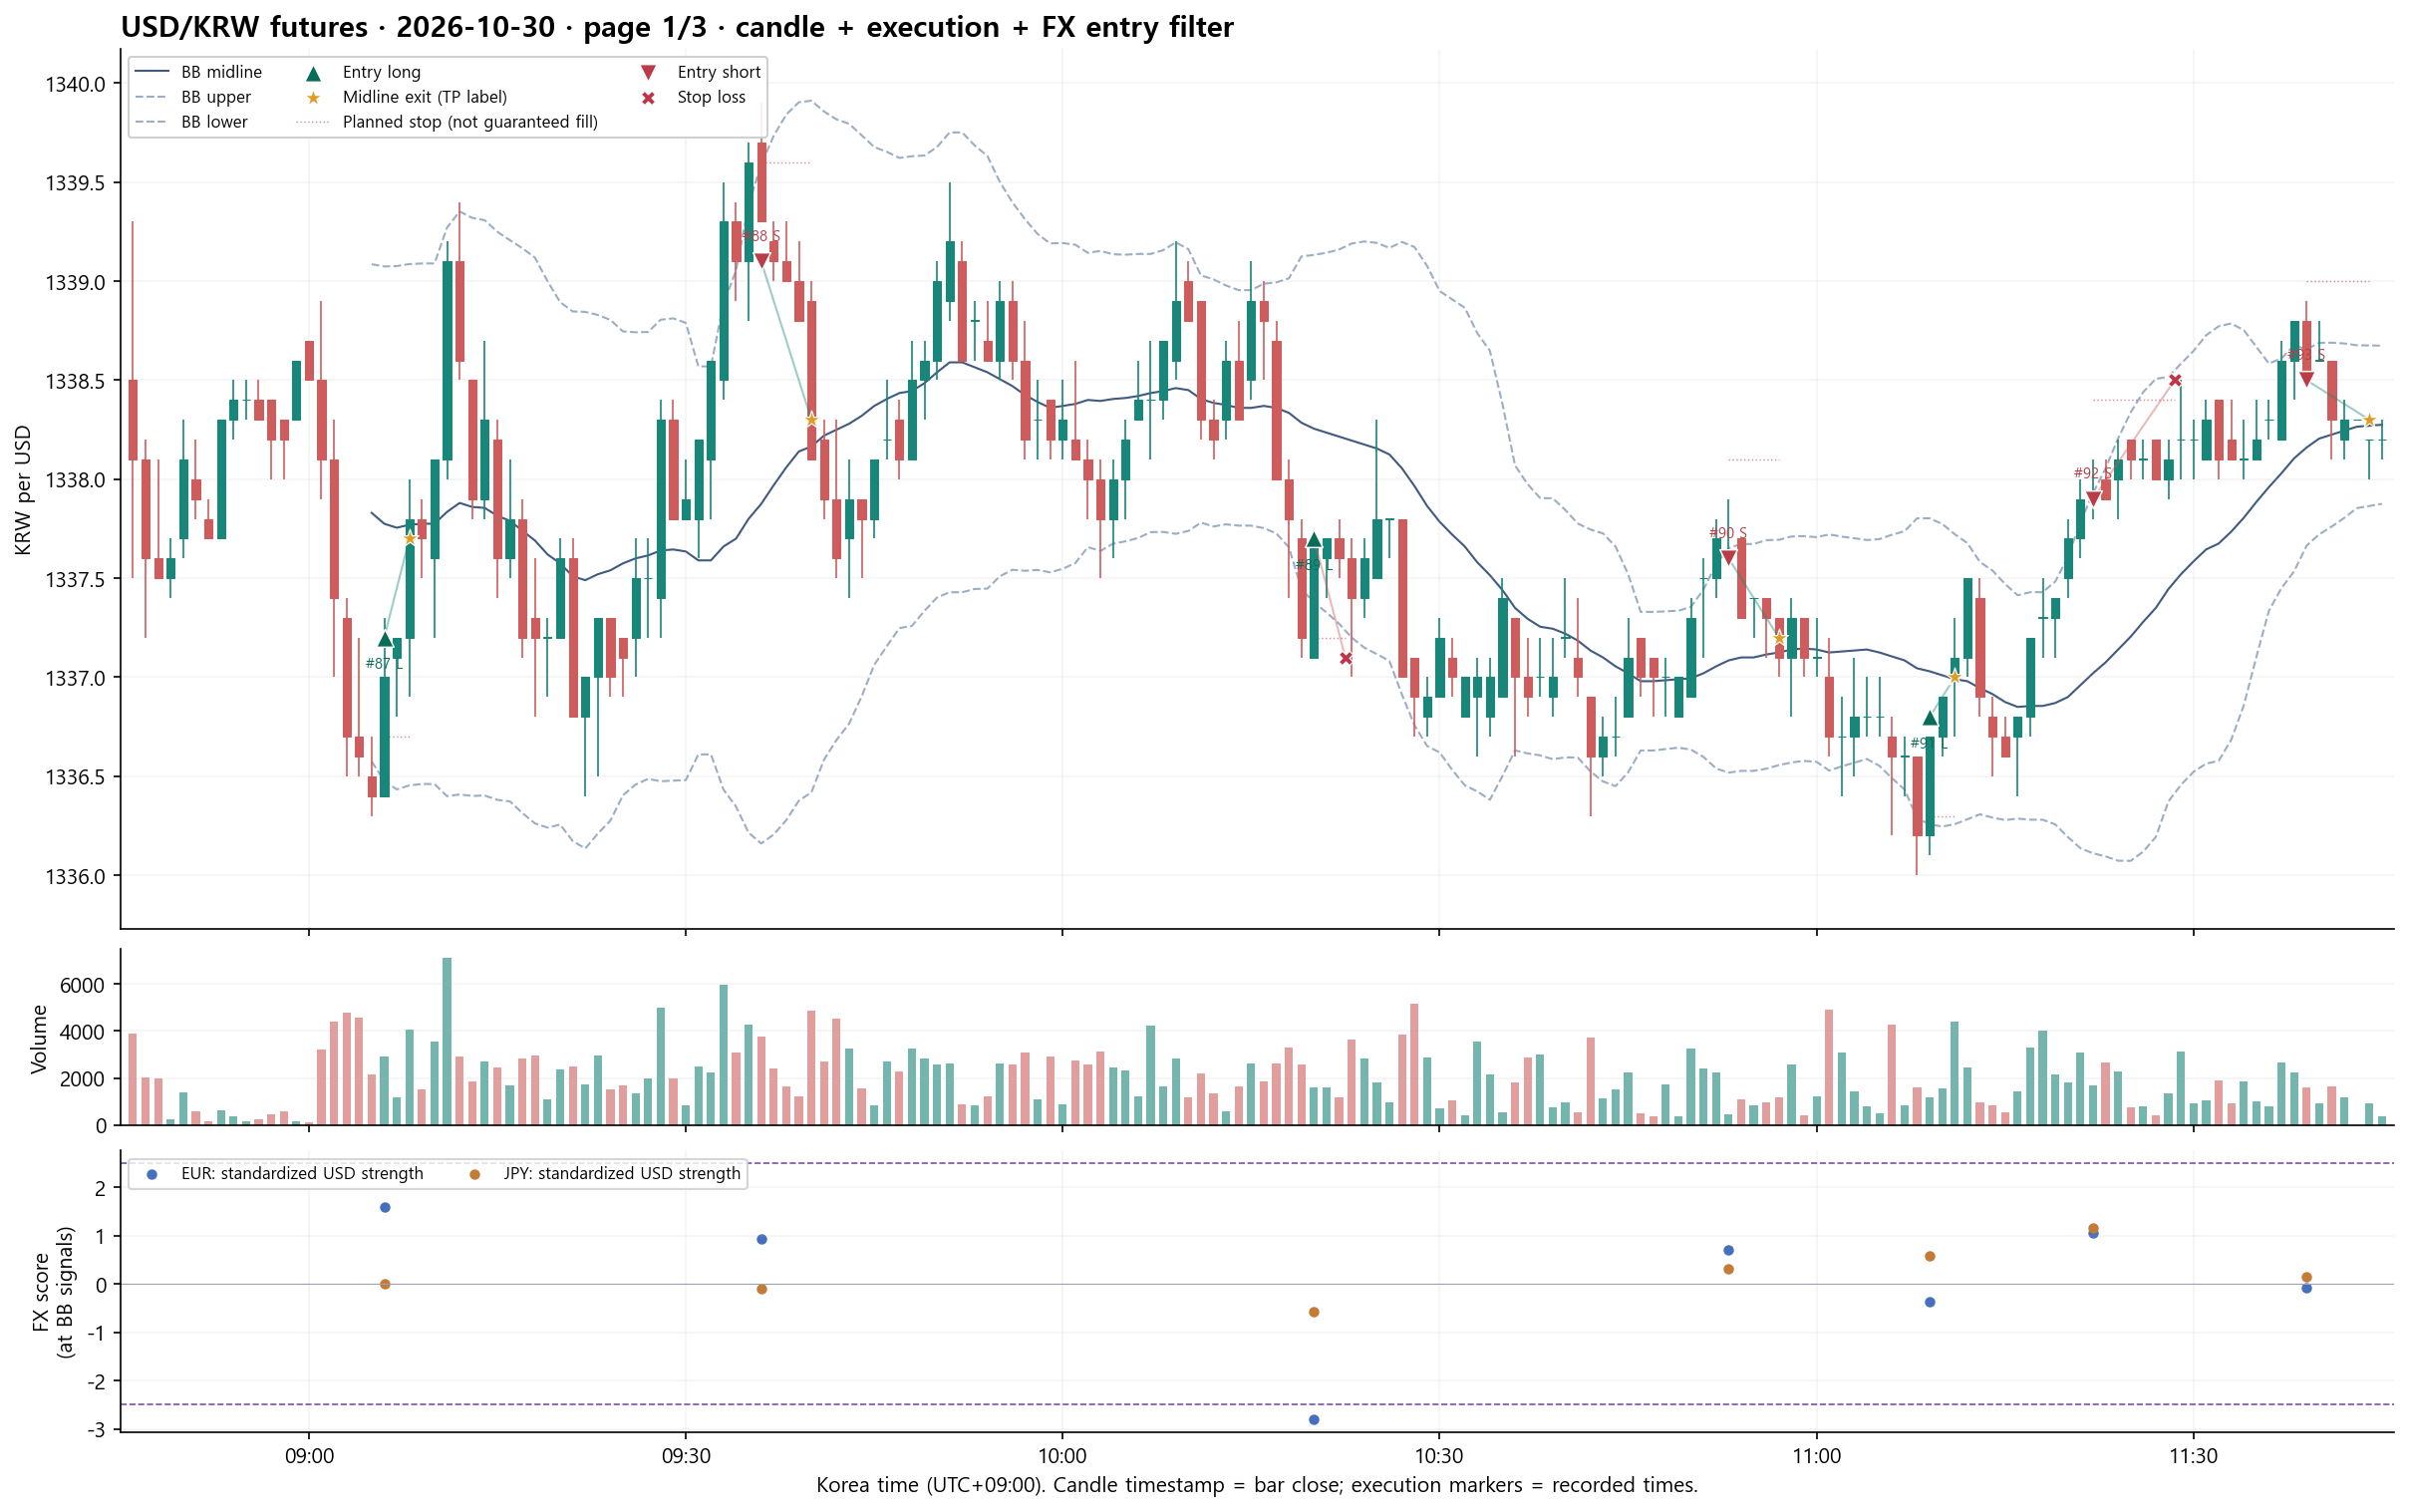 USD/KRW futures · 2026-10-30 · page 1/3 · candle + execution + FX entry filter
BB midline
BB upper
BB lower
Entry long
Midline exit (TP label)
Planned stop (not guaranteed fill)
Entry short
Stop loss
KRW per USD
1340.0
1339.5
1339.0
1338.5
1338.0
1337.5
1337.0
1336.5
1336.0
#87 L
#88 S
#90 S
#92 S
Volume
6000
4000
2000
0
EUR: standardized USD strength
JPY: standardized USD strength
FX score
(at BB signals)
2
1
0
-1
-2
-3
09:00
09:30
10:00
10:30
11:00
11:30
Korea time (UTC+09:00). Candle timestamp = bar close; execution markers = recorded times.